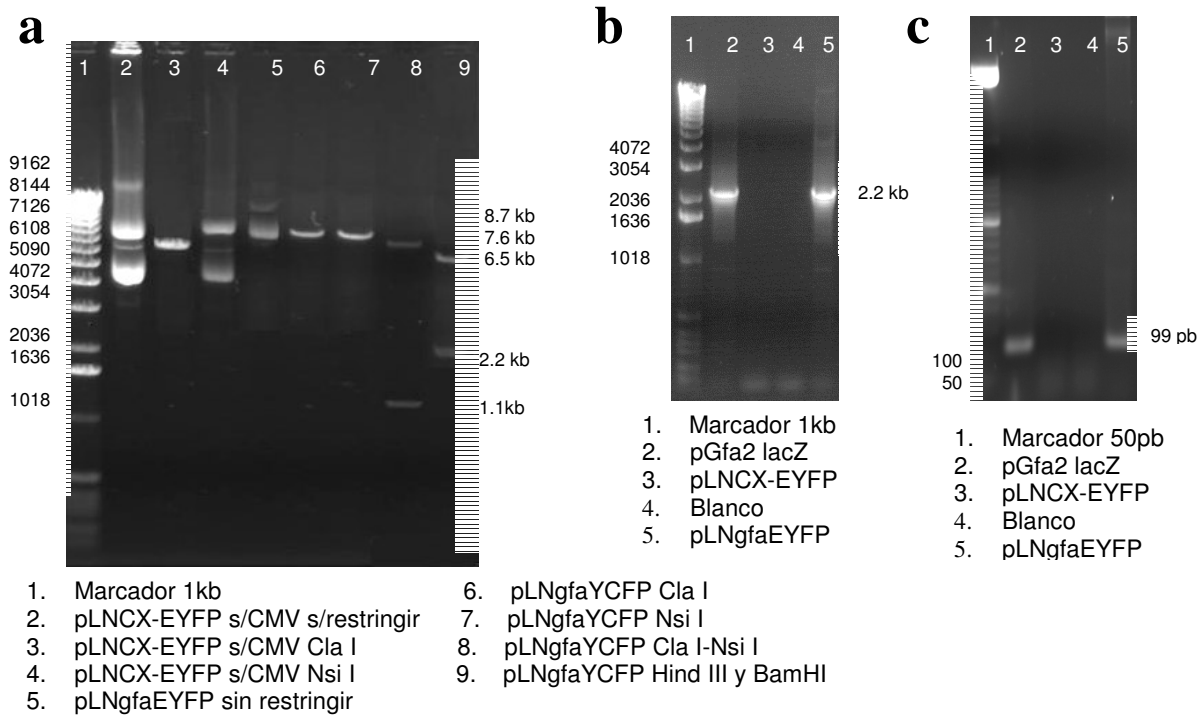 a
1 2 3 4 5 6 7 8 9
9162
8144
7126
6108
5090
4072
3054
2036
1636
1018
8.7 kb
7.6 kb
6.5 kb
2.2 kb
1.1kb
1. Marcador 1kb
2. pLNCX-EYFP s/CMV s/restringir
3. pLNCX-EYFP s/CMV Cla I
4. pLNCX-EYFP s/CMV Nsi I
5. pLNgfaEYFP sin restringir
6. pLNgfaYCFP Cla I
7. pLNgfaYCFP Nsi I
8. pLNgfaYCFP Cla I-Nsi I
9. pLNgfaYCFP Hind III y BamHI
b
1 2 3 4 5
4072
3054
2036
1636
1018
2.2 kb
1. Marcador 1kb
2. pGfa2 lacZ
3. pLNCX-EYFP
4. Blanco
5. pLNgfaEYFP
c
1 2 3 4 5
100
50
99 pb
1. Marcador 50pb
2. pGfa2 lacZ
3. pLNCX-EYFP
4. Blanco
5. pLNgfaEYFP